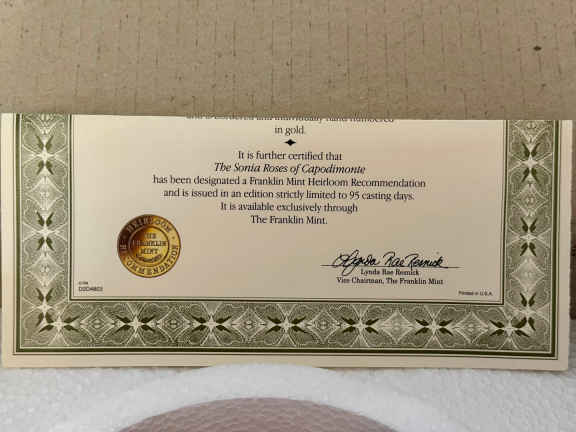 and is bordered and individually hand numbered
in gold.
It is further certified that
The Sonia Roses of Capodimonte
has been designated a Franklin Mint Heirloom Recommendation
and is issued in an edition strictly limited to 95 casting days.
It is available exclusively through
The Franklin Mint.
HEIRLOOM
THE
FRANKLIN
MINT
RECOMMENDATION
Lynda Rae Resnick
Lynda Rae Resnick
Vice Chairman, The Franklin Mint
Printed in U.S.A.